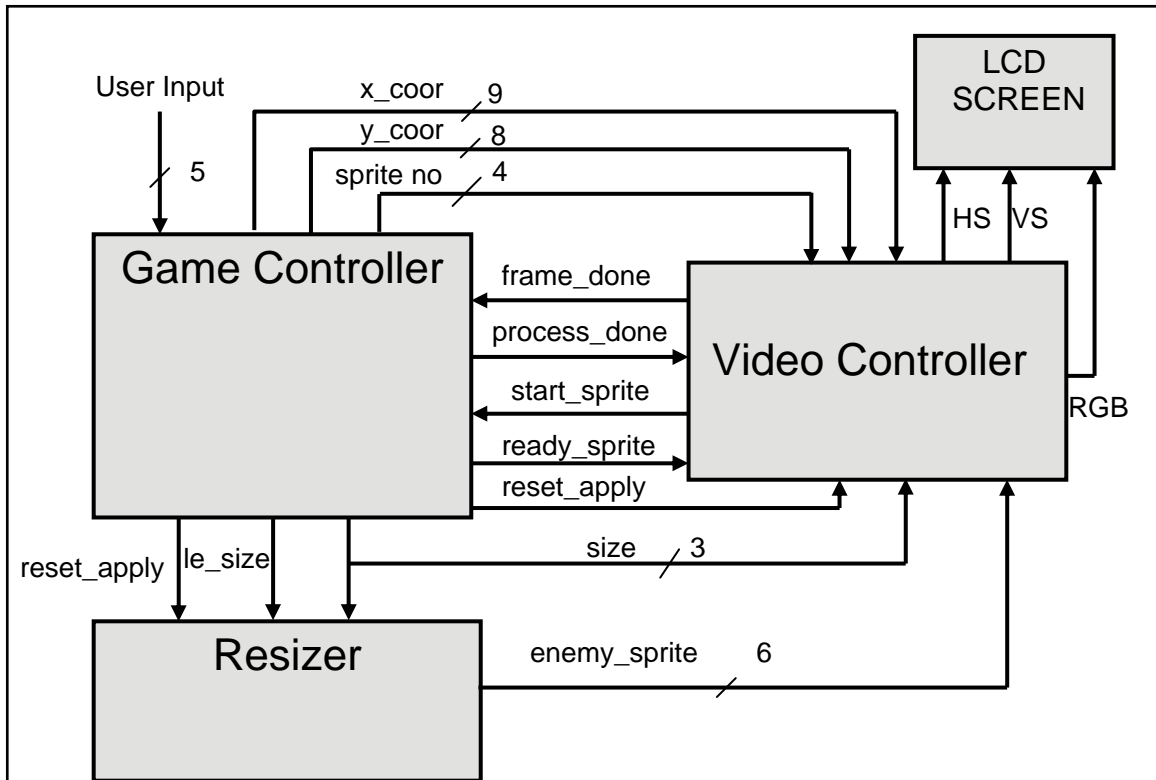 LCD
SCREEN
User Input
x_coor 9
y_coor 8
sprite no 4
5
HS VS
Game Controller
frame_done
process_done
Video Controller
start_sprite
RGB
ready_sprite
reset_apply
reset_apply
le_size
size 3
Resizer
enemy_sprite 6